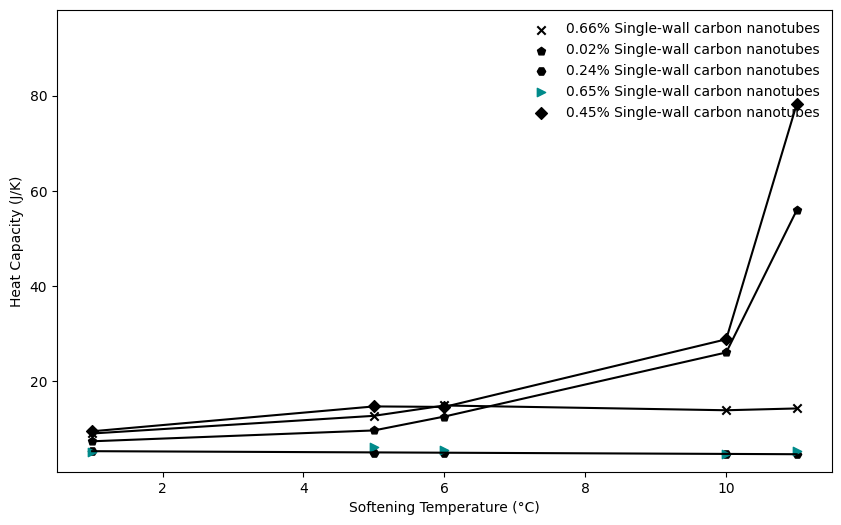 0.66% Single-wall carbon nanotubes
0.02% Single-wall carbon nanotubes
0.24% Single-wall carbon nanotubes
0.65% Single-wall carbon nanotubes
0.45% Single-wall carbon nanotubes
Heat Capacity (J/K)
80
60
40
20
2
4
6
8
10
Softening Temperature (°C)